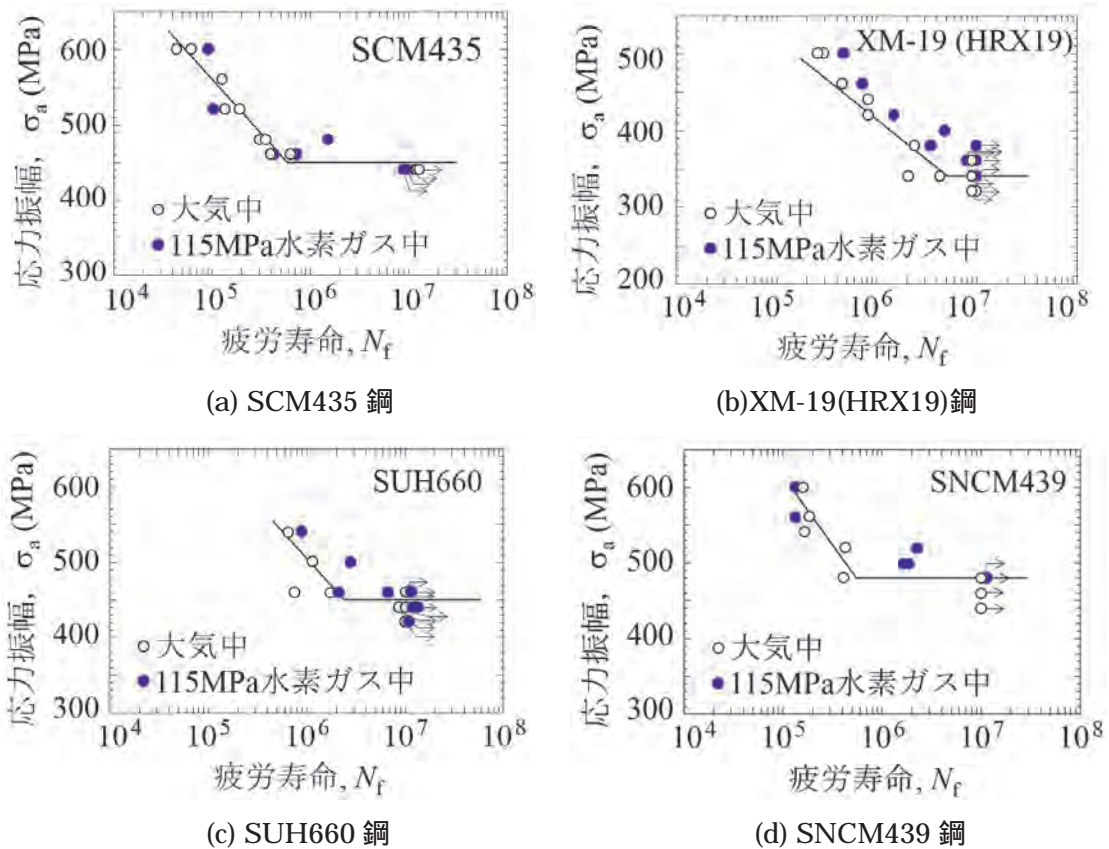 応力振幅, σa (MPa)
600
500
400
300
SCM435
大気中
115MPa水素ガス中
10^4 10^5 10^6 10^7 10^8
疲労寿命, Nf
(a) SCM435 鋼
応力振幅, σa (MPa)
500
400
300
200
XM-19 (HRX19)
大気中
115MPa水素ガス中
10^4 10^5 10^6 10^7 10^8
疲労寿命, Nf
(b)XM-19(HRX19)鋼
応力振幅, σa (MPa)
600
500
400
300
SUH660
大気中
115MPa水素ガス中
10^4 10^5 10^6 10^7 10^8
疲労寿命, Nf
(c) SUH660 鋼
応力振幅, σa (MPa)
600
500
400
300
SNCM439
大気中
115MPa水素ガス中
10^4 10^5 10^6 10^7 10^8
疲労寿命, Nf
(d) SNCM439 鋼